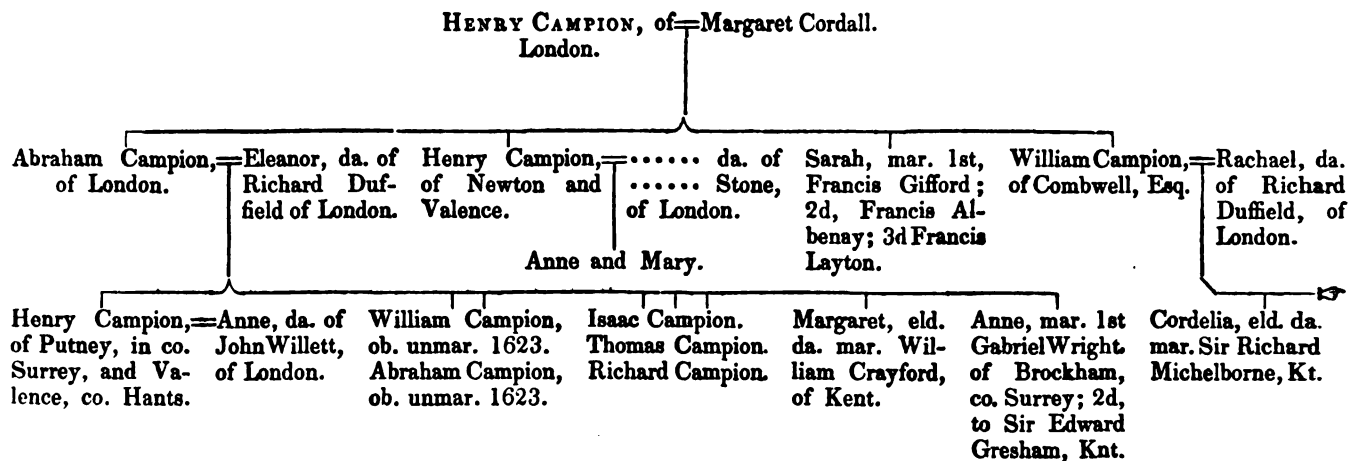 HENRY CAMPION, of
London.
Margaret Cordall.
Abraham Campion,
of London.
Eleanor, da. of
Richard Duf-
field of London.
Henry Campion,
of Newton and
Valence.
...... da. of
...... Stone,
of London.
Anne and Mary.
Sarah, mar. 1st,
Francis Gifford;
2d, Francis Al-
benay; 3d Francis
Layton.
William Campion,
of Combwell, Esq.
Rachael, da.
of Richard
Duffield, of
London.
Henry Campion,
of Putney, in co.
Surrey, and Va-
lence, co. Hants.
Anne, da. of
John Willett,
of London.
William Campion,
ob. unmar. 1623.
Abraham Campion,
ob. unmar. 1623.
Isaac Campion.
Thomas Campion.
Richard Campion.
Margaret, eld.
da. mar. Wil-
liam Crayford,
of Kent.
Anne, mar. 1st
Gabriel Wright
of Brockham,
co. Surrey; 2d,
to Sir Edward
Gresham, Knt.
Cordelia, eld. da.
mar. Sir Richard
Michelborne, Kt.